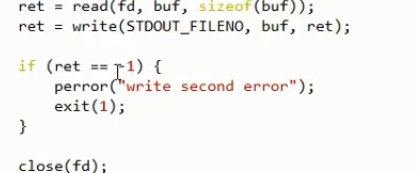 ret = read(fd, buf, sizeof(buf));
ret = write(STDOUT_FILENO, buf, ret);
if (ret == -1) {
perror("write second error");
exit(1);
}
close(fd);